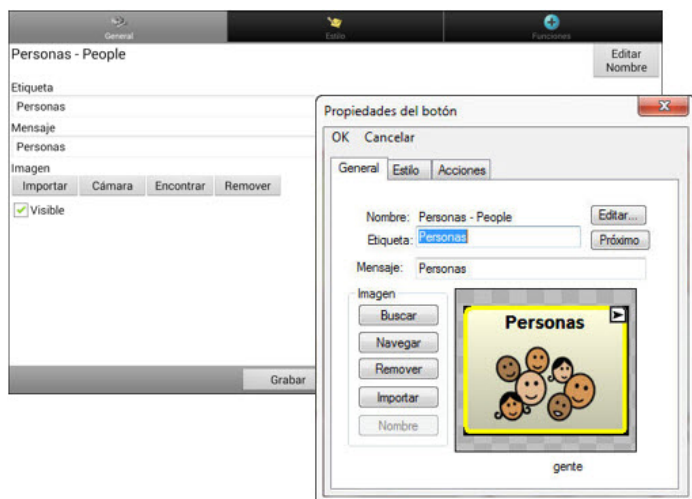 General
Estilo
Funciones
Personas - People
Editar Nombre
Etiqueta
Personas
Mensaje
Personas
Imagen
Importar Cámara Encontrar Remover
Visible
Grabar
Propiedades del botón
OK Cancelar
General Estilo Acciones
Nombre: Personas - People Editar...
Etiqueta: Personas Próximo
Mensaje: Personas
Imagen
Buscar
Navegar
Remover
Importar
Nombre
Personas
gente